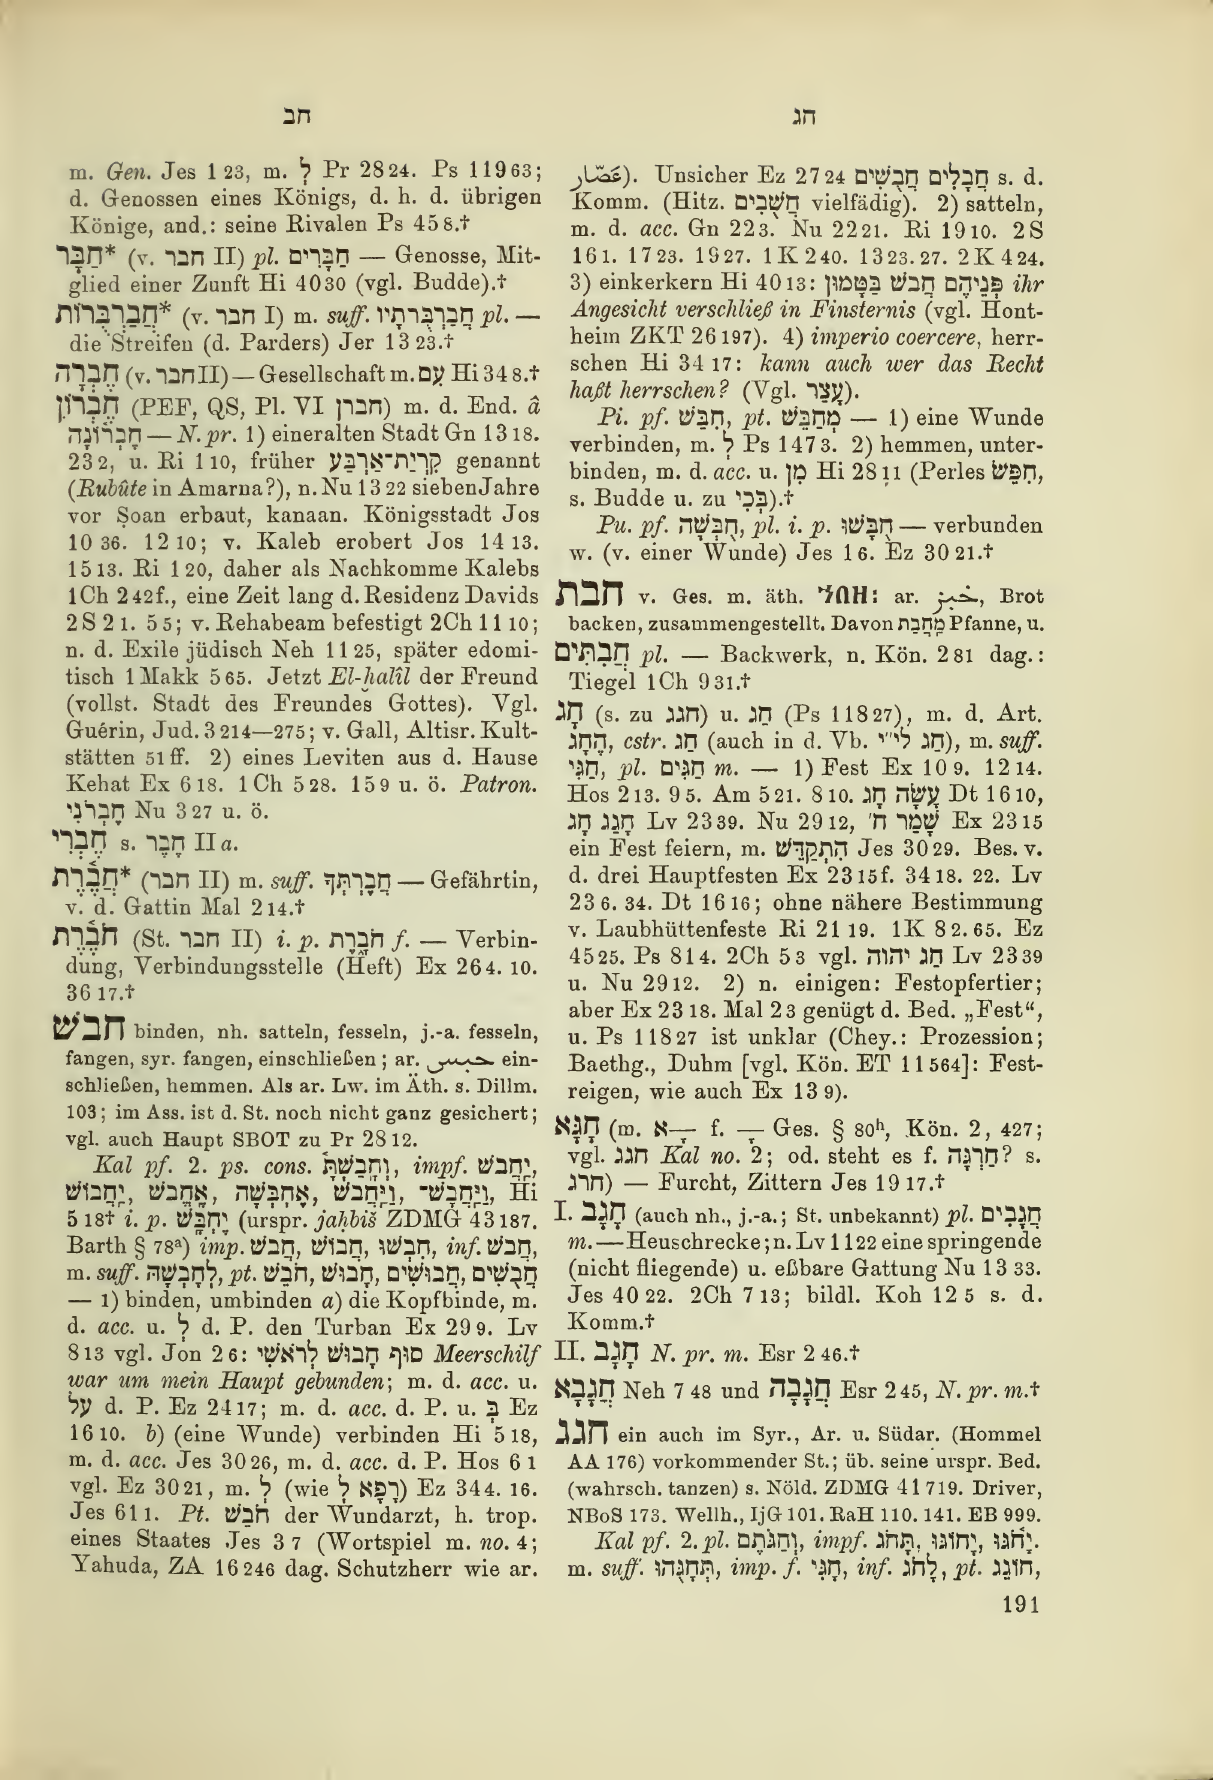 חב
m. Gen. Jes 1 23, m. לְ Pr 28 24. Ps 119 63;
d. Genossen eines Königs, d. h. d. übrigen
Könige, and.: seine Rivalen Ps 45 8.†
חַבָּר* (v. חבר II) pl. חַבָּרִים — Genosse, Mit-
glied einer Zunft Hi 40 30 (vgl. Budde).†
חֲבַרְבֻּרוֹת* (v. חבר I) m. suff. חֲבַרְבֻּרֹתָיו pl. —
die Streifen (d. Parders) Jer 13 23.†
חֶבְרָה (v. חבר II) — Gesellschaft m. עִם Hi 34 8.†
חֶבְרוֹן (PEF, QS, Pl. VI חברן) m. d. End. â
חֶבְרוֹנָה — N. pr. 1) einer alten Stadt Gn 13 18.
23 2, u. Ri 1 10, früher קִרְיַת־אַרְבַּע genannt
(Rubûte in Amarna?), n. Nu 13 22 sieben Jahre
vor Ṣoan erbaut, kanaan. Königsstadt Jos
10 36. 12 10; v. Kaleb erobert Jos 14 13.
15 13. Ri 1 20, daher als Nachkomme Kalebs
1Ch 2 42f., eine Zeit lang d. Residenz Davids
2 S 2 1. 5 5; v. Rehabeam befestigt 2Ch 11 10;
n. d. Exile jüdisch Neh 11 25, später edomi-
tisch 1 Makk 5 65. Jetzt El-ḫalîl der Freund
(vollst. Stadt des Freundes Gottes). Vgl.
Guérin, Jud. 3 214—275; v. Gall, Altisr. Kult-
stätten 51 ff. 2) eines Leviten aus d. Hause
Kehat Ex 6 18. 1 Ch 5 28. 15 9 u. ö. Patron.
חֶבְרֹנִי Nu 3 27 u. ö.
חֶבְרִי s. חֶבֶר II a.
חֲבֶרֶת* (חבר II) m. suff. חֲבֶרְתְּךָ — Gefährtin,
v. d. Gattin Mal 2 14.†
חֹבֶרֶת (St. חבר II) i. p. חֹבָרֶת f. — Verbin-
dung, Verbindungsstelle (Heft) Ex 26 4. 10.
36 17.†
חבשׁ binden, nh. satteln, fesseln, j.-a. fesseln,
fangen, syr. fangen, einschließen; ar. حبس ein-
schließen, hemmen. Als ar. Lw. im Äth. s. Dillm.
103; im Ass. ist d. St. noch nicht ganz gesichert;
vgl. auch Haupt SBOT zu Pr 28 12.
Kal pf. 2. ps. cons. וְחָבַשְׁתָּ, impf. יַחֲבֹשׁ,
יַחֲבוֹשׁ, אֶחֱבֹשׁ, אֶחְבְּשָׁה, וַיַּחֲבֹשׁ, וַיַּחֲבָשׁ־, Hi
5 18† i. p. יֶחְבָּשׁ (urspr. jaḥbiš ZDMG 43 187.
Barth § 78ᵃ) imp. חֲבֹשׁ, חֲבוֹשׁ, חִבְשׁוּ, inf. חֲבֹשׁ,
m. suff. לְחָבְשָׁהּ, pt. חֹבֵשׁ, חָבוּשׁ, חֲבוּשִׁים, חֲבֻשִׁים
— 1) binden, umbinden a) die Kopfbinde, m.
d. acc. u. לְ d. P. den Turban Ex 29 9. Lv
8 13 vgl. Jon 2 6: סוּף חָבוּשׁ לְרֹאשִׁי Meerschilf
war um mein Haupt gebunden; m. d. acc. u.
עַל d. P. Ez 24 17; m. d. acc. d. P. u. בְּ Ez
16 10. b) (eine Wunde) verbinden Hi 5 18,
m. d. acc. Jes 30 26, m. d. acc. d. P. Hos 6 1
vgl. Ez 30 21, m. לְ (wie רָפָא לְ) Ez 34 4. 16.
Jes 61 1. Pt. חֹבֵשׁ der Wundarzt, h. trop.
eines Staates Jes 3 7 (Wortspiel m. no. 4;
Yahuda, ZA 16 246 dag. Schutzherr wie ar.
חג
عَصَّار). Unsicher Ez 27 24 חֲבָלִים חֲבֻשִׁים s. d.
Komm. (Hitz. חֲשֻׁבִים vielfädig). 2) satteln,
m. d. acc. Gn 22 3. Nu 22 21. Ri 19 10. 2 S
16 1. 17 23. 19 27. 1 K 2 40. 13 23. 27. 2 K 4 24.
3) einkerkern Hi 40 13: פְּנֵיהֶם חֲבֹשׁ בַּטָּמוּן ihr
Angesicht verschließ in Finsternis (vgl. Hont-
heim ZKT 26 197). 4) imperio coercere, herr-
schen Hi 34 17: kann auch wer das Recht
haßt herrschen? (Vgl. עָצַר).
Pi. pf. חִבֵּשׁ, pt. מְחַבֵּשׁ — 1) eine Wunde
verbinden, m. לְ Ps 147 3. 2) hemmen, unter-
binden, m. d. acc. u. מִן Hi 28 11 (Perles חִפֵּשׂ,
s. Budde u. zu בְּכִי).†
Pu. pf. חֻבְּשָׁה, pl. i. p. חֻבָּשׁוּ — verbunden
w. (v. einer Wunde) Jes 1 6. Ez 30 21.†
חבת v. Ges. m. äth. ኅብዝ: ar. خبز, Brot
backen, zusammengestellt. Davon מַחֲבַת Pfanne, u.
חֲבִתִּים pl. — Backwerk, n. Kön. 2 81 dag.:
Tiegel 1Ch 9 31.†
חָג (s. zu חגג) u. חַג (Ps 118 27), m. d. Art.
הֶחָג, cstr. חַג (auch in d. Vb. חַג לי״י), m. suff.
חַגִּי, pl. חַגִּים m. — 1) Fest Ex 10 9. 12 14.
Hos 2 13. 9 5. Am 5 21. 8 10. עָשָׂה חָג Dt 16 10,
חָגַג חָג Lv 23 39. Nu 29 12, שָׁמַר ח׳ Ex 23 15
ein Fest feiern, m. הִתְקַדֵּשׁ Jes 30 29. Bes. v.
d. drei Hauptfesten Ex 23 15f. 34 18. 22. Lv
23 6. 34. Dt 16 16; ohne nähere Bestimmung
v. Laubhüttenfeste Ri 21 19. 1K 8 2. 65. Ez
45 25. Ps 81 4. 2Ch 5 3 vgl. חַג יהוה Lv 23 39
u. Nu 29 12. 2) n. einigen: Festopfertier;
aber Ex 23 18. Mal 2 3 genügt d. Bed. „Fest“,
u. Ps 118 27 ist unklar (Chey.: Prozession;
Baethg., Duhm [vgl. Kön. ET 11 564]: Fest-
reigen, wie auch Ex 13 9).
חָגָּא (m. ־ָא f. ־ָ Ges. § 80ʰ, Kön. 2, 427;
vgl. חגג Kal no. 2; od. steht es f. חַרְגָּה? s.
חרג) — Furcht, Zittern Jes 19 17.†
I. חָגָב (auch nh., j.-a.; St. unbekannt) pl. חֲגָבִים
m. — Heuschrecke; n. Lv 11 22 eine springende
(nicht fliegende) u. eßbare Gattung Nu 13 33.
Jes 40 22. 2Ch 7 13; bildl. Koh 12 5 s. d.
Komm.†
II. חָגָב N. pr. m. Esr 2 46.†
חֲגָבָא Neh 7 48 und חֲגָבָה Esr 2 45, N. pr. m.†
חגג ein auch im Syr., Ar. u. Südar. (Hommel
AA 176) vorkommender St.; üb. seine urspr. Bed.
(wahrsch. tanzen) s. Nöld. ZDMG 41 719. Driver,
NBoS 173. Wellh., IjG 101. RaH 110. 141. EB 999.
Kal pf. 2. pl. וְחַגֹּתֶם, impf. תָּחֹג, יָחוֹגּוּ, יָחֹגּוּ.
m. suff. תְּחָגֻּהוּ, imp. f. חָגִּי, inf. לָחֹג, pt. חוֹגֵג,
191